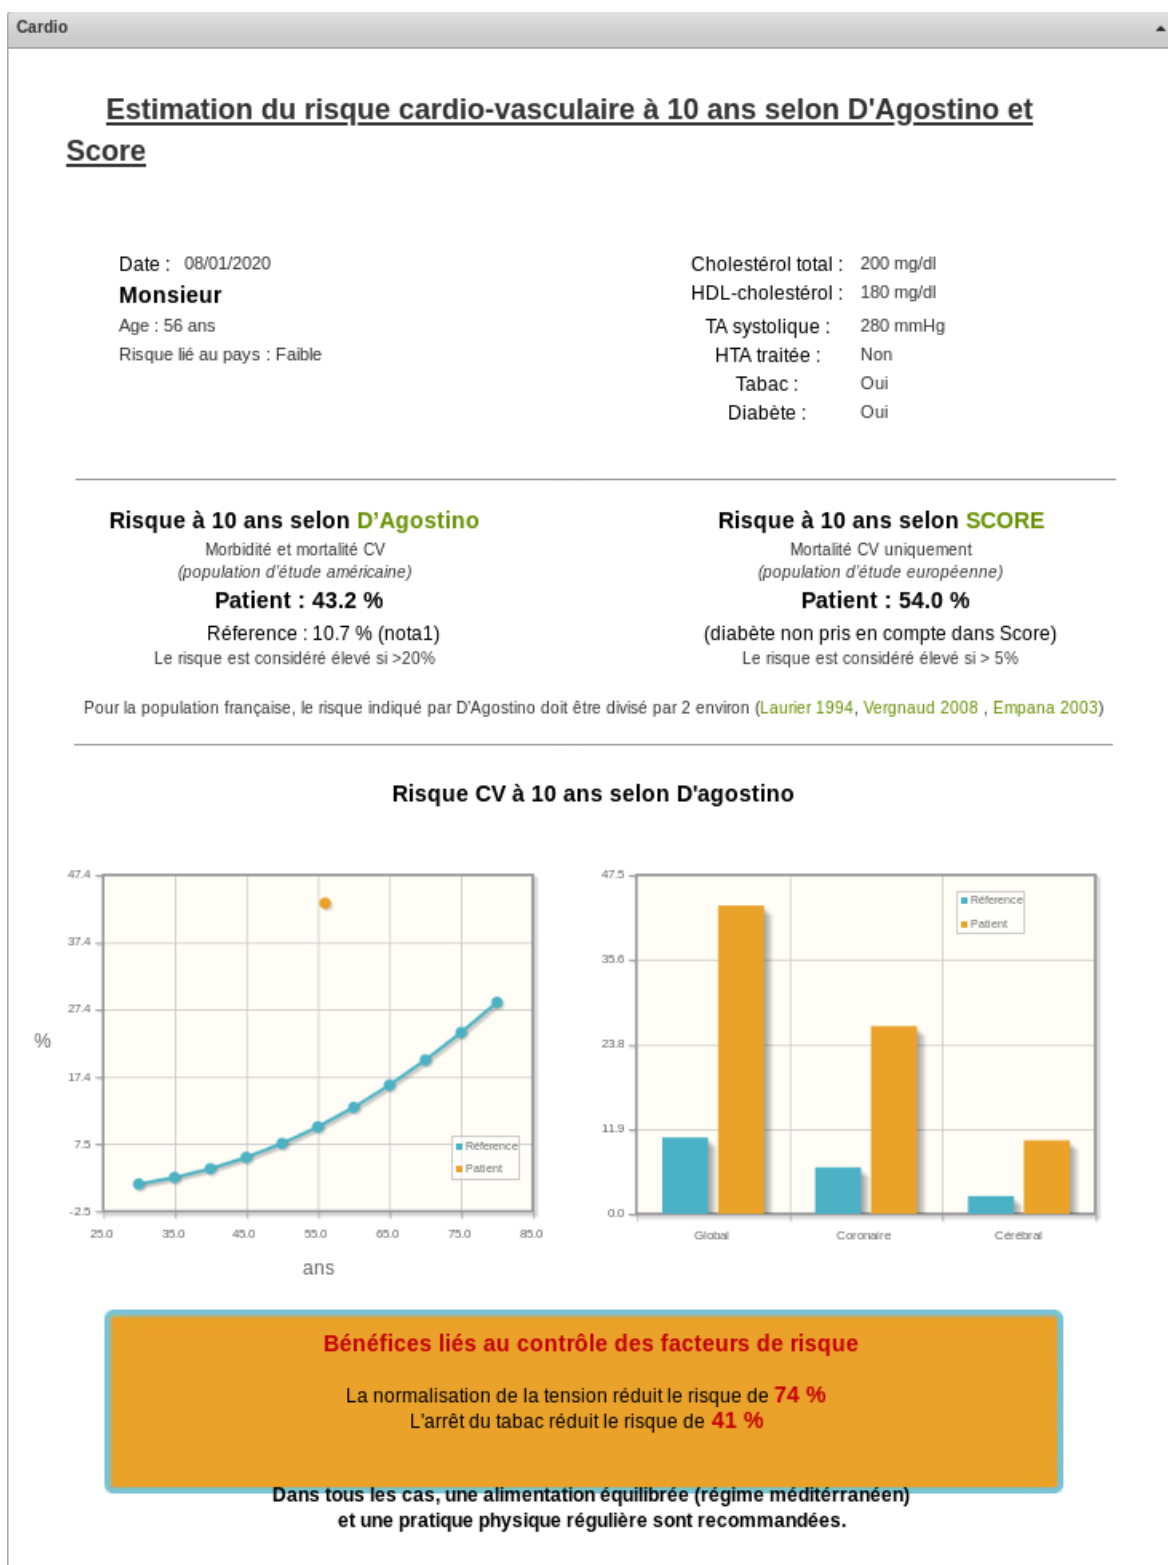 Cardio
Estimation du risque cardio-vasculaire à 10 ans selon D'Agostino et
Score
Date : 08/01/2020
Monsieur
Age : 56 ans
Risque lié au pays : Faible
Cholestérol total : 200 mg/dl
HDL-cholestérol : 180 mg/dl
TA systolique : 280 mmHg
HTA traitée : Non
Tabac : Oui
Diabète : Oui
Risque à 10 ans selon D'Agostino
Morbidité et mortalité CV
(population d'étude américaine)
Patient : 43.2 %
Réference : 10.7 % (nota1)
Le risque est considéré élevé si >20%
Risque à 10 ans selon SCORE
Mortalité CV uniquement
(population d'étude européenne)
Patient : 54.0 %
(diabète non pris en compte dans Score)
Le risque est considéré élevé si > 5%
Pour la population française, le risque indiqué par D'Agostino doit être divisé par 2 environ (Laurier 1994, Vergnaud 2008 , Empana 2003)
Risque CV à 10 ans selon D'agostino
47.4
37.4
27.4
17.4
7.5
-2.5
%
25.0 35.0 45.0 55.0 65.0 75.0 85.0
ans
Réference
Patient
47.5
35.6
23.8
11.9
0.0
Global Coronaire Cérébral
Réference
Patient
Bénéfices liés au contrôle des facteurs de risque
La normalisation de la tension réduit le risque de 74 %
L'arrêt du tabac réduit le risque de 41 %
Dans tous les cas, une alimentation équilibrée (régime méditérranéen)
et une pratique physique régulière sont recommandées.